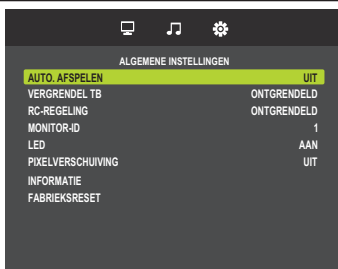 ALGEMENE INSTELLINGEN
AUTO. AFSPELEN UIT
VERGRENDEL TB ONTGRENDELD
RC-REGELING ONTGRENDELD
MONITOR-ID 1
LED AAN
PIXELVERSCHUIVING UIT
INFORMATIE
FABRIEKSRESET